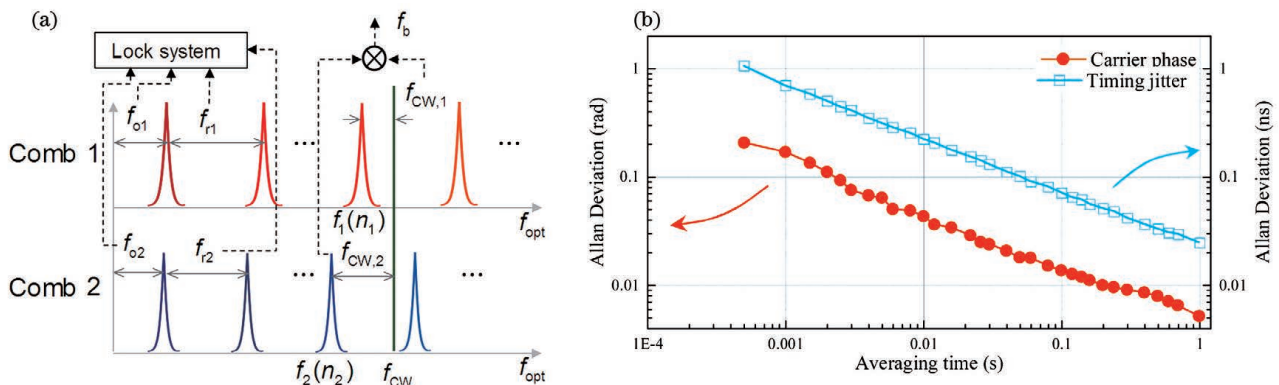 (a)
Lock system
f_b
f_o1
f_r1
...
f_CW,1
...
Comb 1
f_1(n_1)
f_opt
f_o2
f_r2
...
f_CW,2
...
Comb 2
f_2(n_2)
f_CW
f_opt
(b)
Carrier phase
Timing jitter
Allan Deviation (rad)
1
0.1
0.01
1
0.1
0.01
Allan Deviation (ns)
1E-4
0.001
0.01
0.1
1
Averaging time (s)